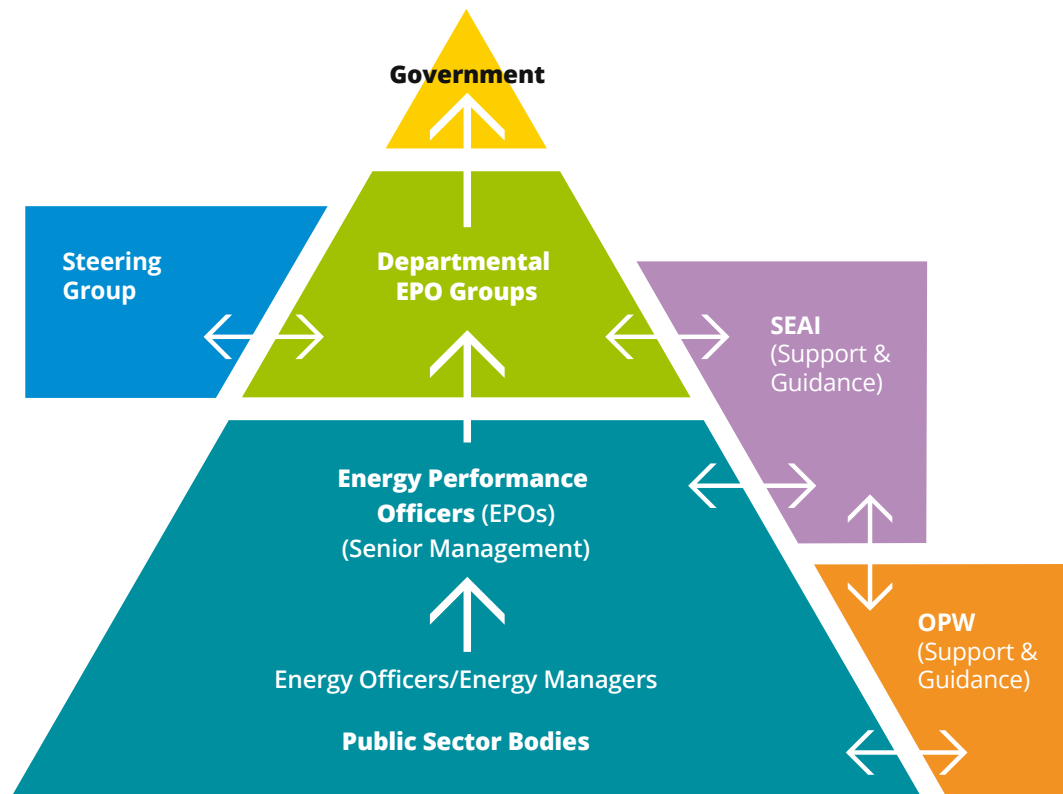 Government
Steering
Group
Departmental
EPO Groups
SEAI
(Support &
Guidance)
Energy Performance
Officers (EPOs)
(Senior Management)
OPW
(Support &
Guidance)
Energy Officers/Energy Managers
Public Sector Bodies